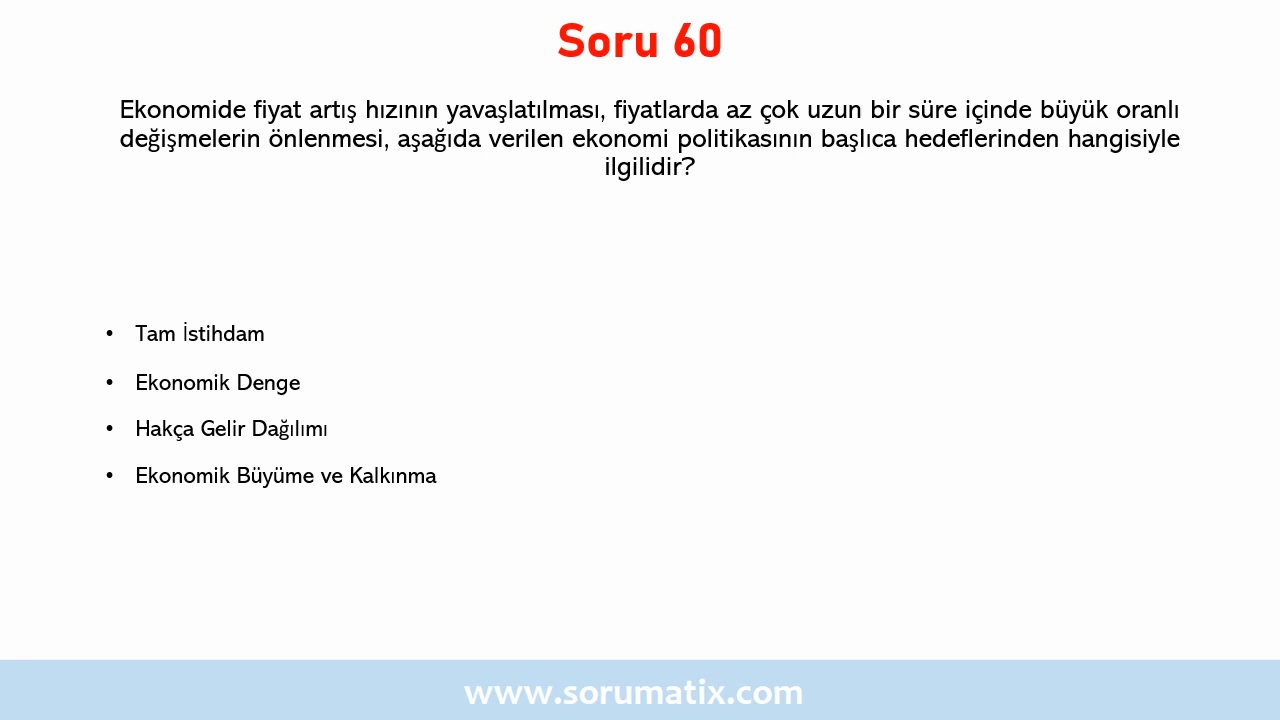 Soru 60
Ekonomide fiyat artış hızının yavaşlatılması, fiyatlarda az çok uzun bir süre içinde büyük oranlı
değişmelerin önlenmesi, aşağıda verilen ekonomi politikasının başlıca hedeflerinden hangisiyle
ilgilidir?
• Tam İstihdam
• Ekonomik Denge
• Hakça Gelir Dağılımı
• Ekonomik Büyüme ve Kalkınma
www.sorumatix.com